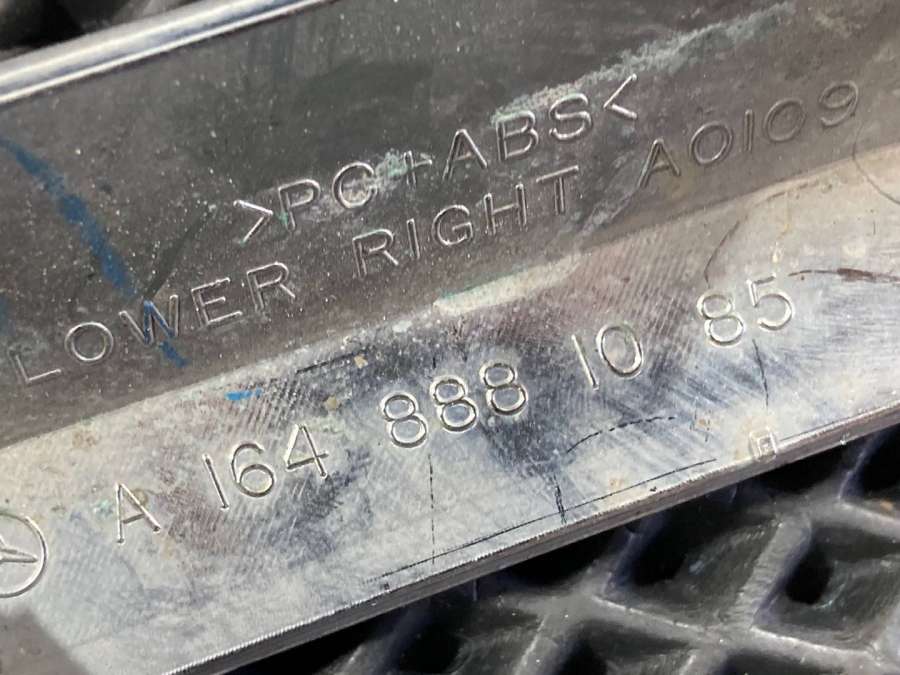 >PC+ABS<
LOWER RIGHT A0109
A 164 888 10 85